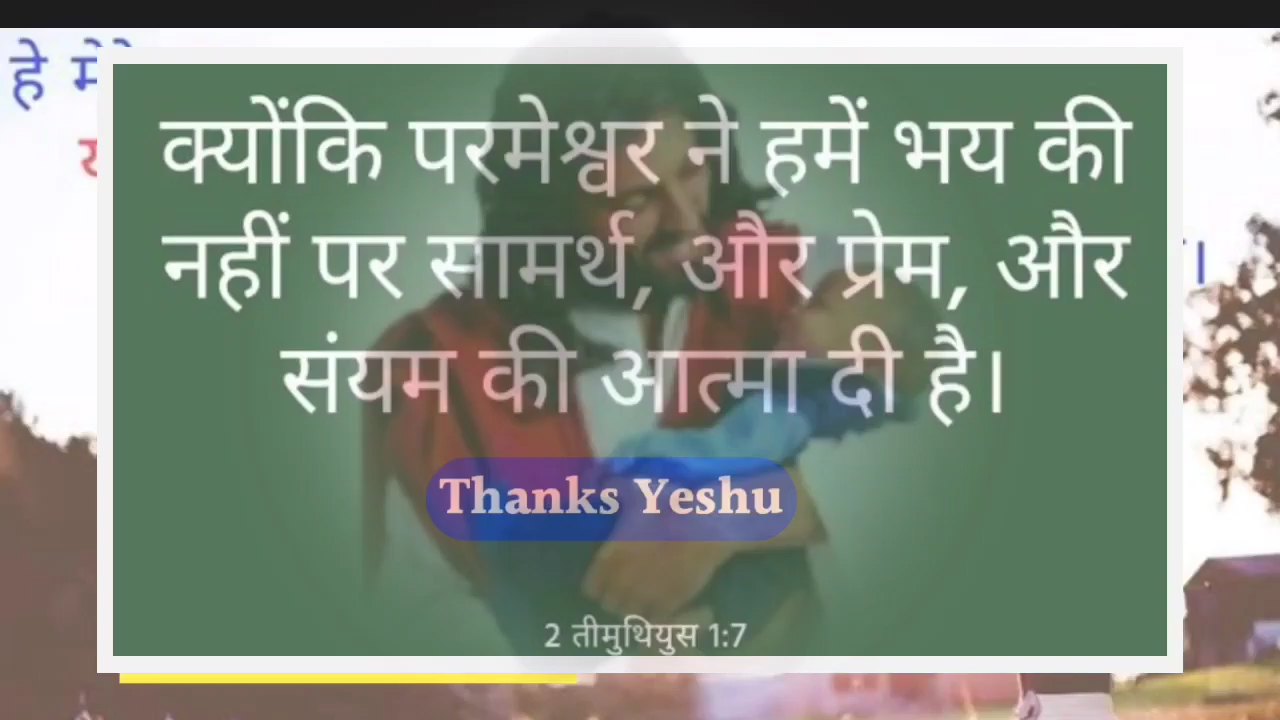 हे
क्योंकि परमेश्वर ने हमें भय की
नहीं पर सामर्थ, और प्रेम, और
संयम की आत्मा दी है।
Thanks Yeshu
2 तीमुथियुस 1:7